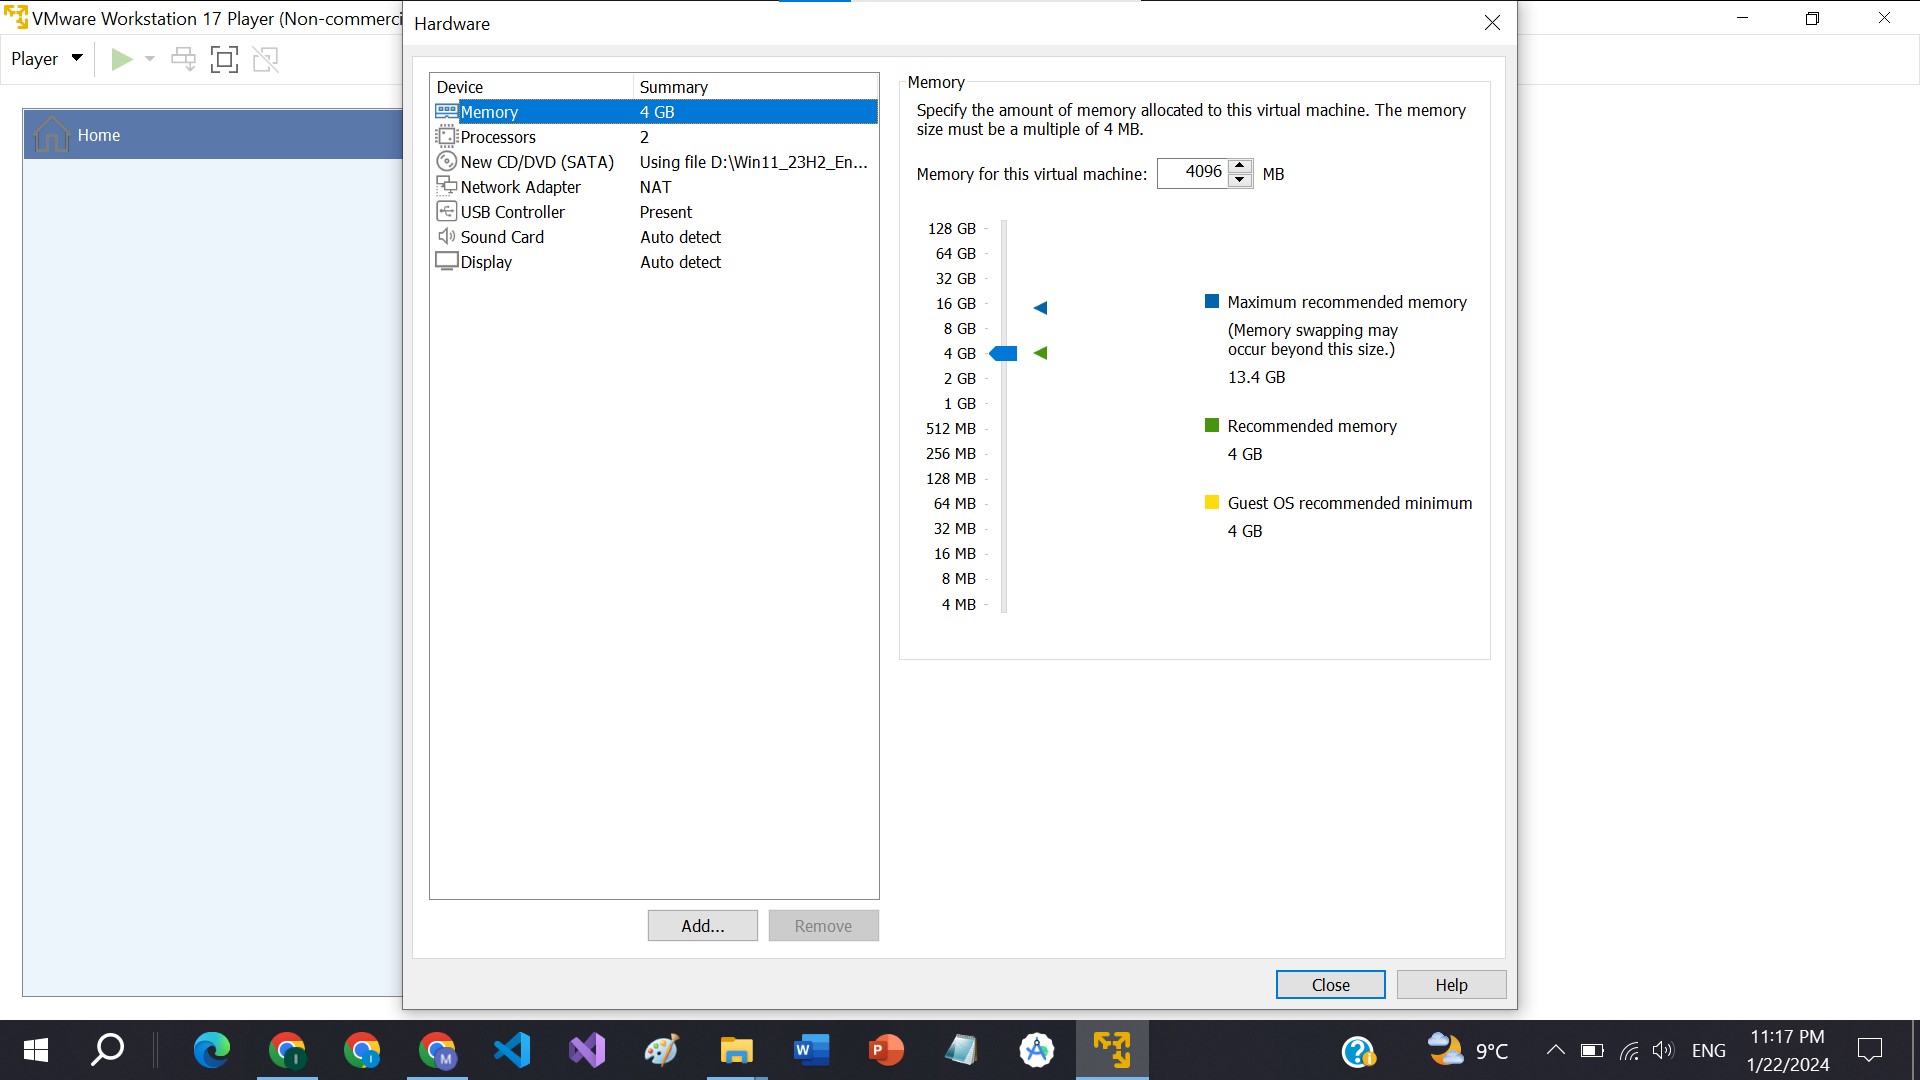 VMware Workstation 17 Player (Non-commerci
Player
Home
Hardware
Device Summary
Memory 4 GB
Processors 2
New CD/DVD (SATA) Using file D:\Win11_23H2_En...
Network Adapter NAT
USB Controller Present
Sound Card Auto detect
Display Auto detect
Add...
Remove
Memory
Specify the amount of memory allocated to this virtual machine. The memory
size must be a multiple of 4 MB.
Memory for this virtual machine: 4096 MB
128 GB
64 GB
32 GB
16 GB
8 GB
4 GB
2 GB
1 GB
512 MB
256 MB
128 MB
64 MB
32 MB
16 MB
8 MB
4 MB
Maximum recommended memory
(Memory swapping may
occur beyond this size.)
13.4 GB
Recommended memory
4 GB
Guest OS recommended minimum
4 GB
Close
Help
I
I
M
W
P
9°C
ENG
11:17 PM
1/22/2024